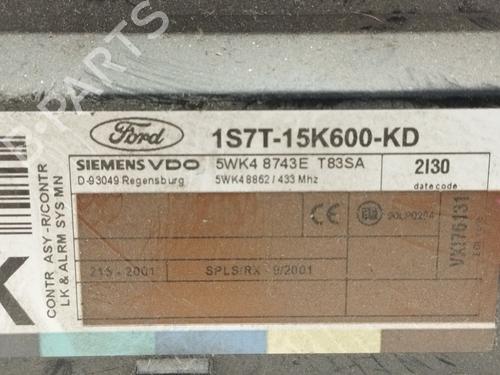 Ford
1S7T-15K600-KD
SIEMENS VDO
D-93049 Regensburg
5WK4 8743E T83SA
5WK4 8862 / 433 Mhz
2I30
date code
CONTR ASY -R/CONTR
LK & ALRM SYS MN
CE
VX176131
215 - 2001
SPLS/RX 9/2001
K
PARTS